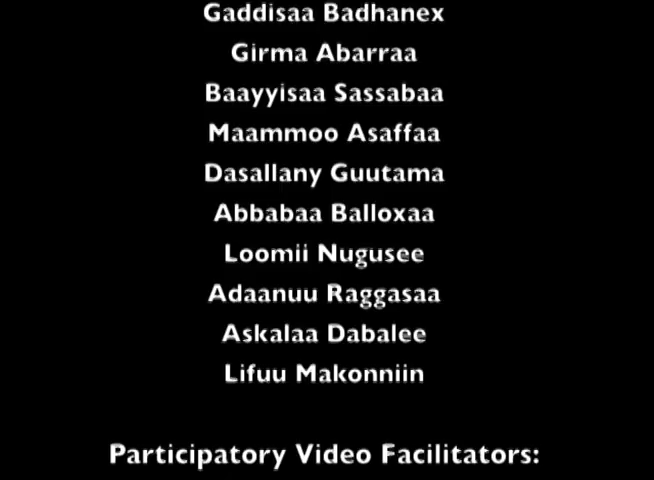 Gaddisaa Badhanex
Girma Abarraa
Baayyisaa Sassabaa
Maammoo Asaffaa
Dasallany Guutama
Abbabaa Balloxaa
Loomii Nugusee
Adaanuu Raggasaa
Askalaa Dabalee
Lifuu Makonniin
Participatory Video Facilitators: